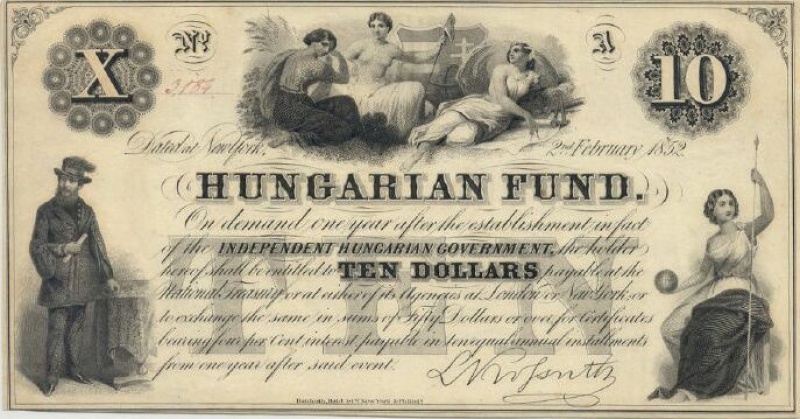 X
No
A
10
Dated at New York,
2nd February 1852.
HUNGARIAN FUND.
On demand one year after the establishment in fact
of the INDEPENDENT HUNGARIAN GOVERNMENT, the holder
hereof shall be entitled to TEN DOLLARS payable at the
National Treasury or at either of its Agencies at London or New York, or
to exchange the same in sums of Fifty Dollars or over, for Certificates
bearing four per Cent interest payable in ten equal annual installments
from one year after said event.
TEN